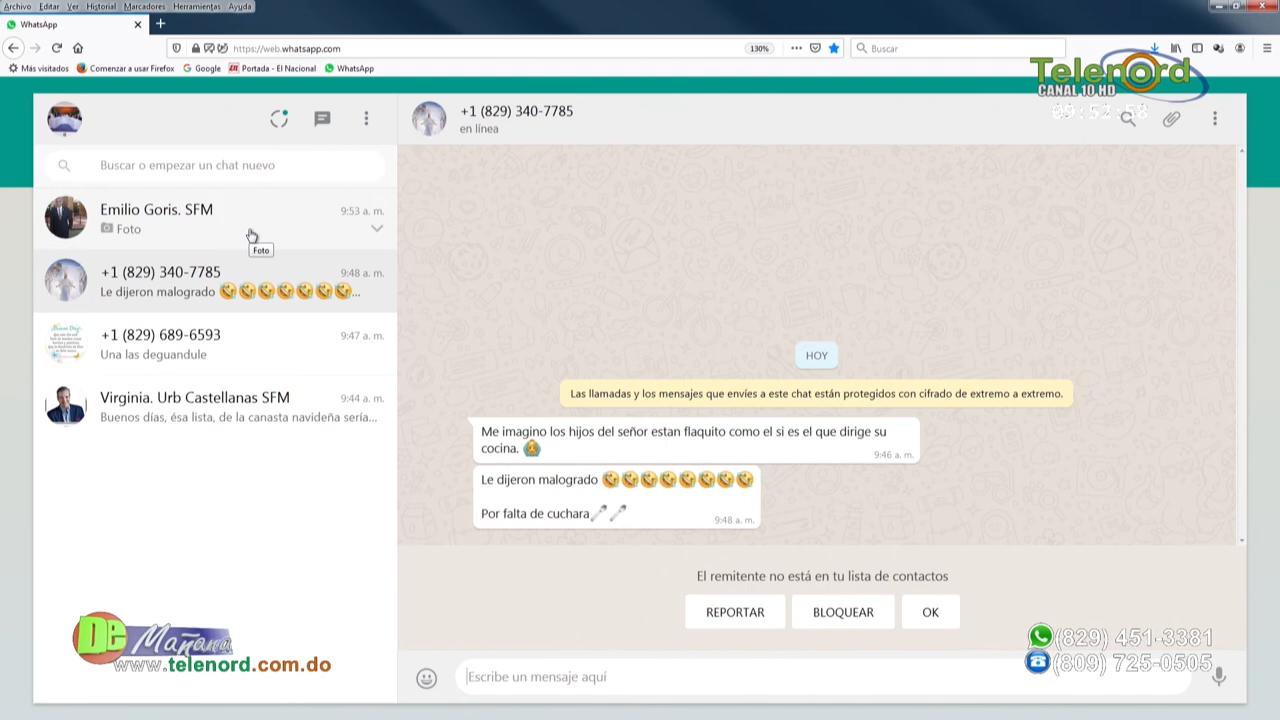 Archivo Editar Ver Historial Marcadores Herramientas Ayuda
WhatsApp
https://web.whatsapp.com
130%
Buscar
Más visitados Comenzar a usar Firefox Google Portada - El Nacional WhatsApp
Telenord
CANAL 10 HD
+1 (829) 340-7785
en línea
Buscar o empezar un chat nuevo
Emilio Goris. SFM
9:53 a. m.
Foto
Foto
+1 (829) 340-7785
9:48 a. m.
Le dijeron malogrado 🤣🤣🤣🤣🤣🤣🤣...
+1 (829) 689-6593
9:47 a. m.
Una las deguandule
Virginia. Urb Castellanas SFM
9:44 a. m.
Buenos días, ésa lista, de la canasta navideña sería...
HOY
Las llamadas y los mensajes que envíes a este chat están protegidos con cifrado de extremo a extremo.
Me imagino los hijos del señor estan flaquito como el si es el que dirige su
cocina.
9:46 a. m.
Le dijeron malogrado 🤣🤣🤣🤣🤣🤣🤣🤣
Por falta de cuchara🥄🥄
9:48 a. m.
El remitente no está en tu lista de contactos
REPORTAR BLOQUEAR OK
Escribe un mensaje aquí
De Mañana
www.telenord.com.do
(829) 451-3381
(809) 725-0505